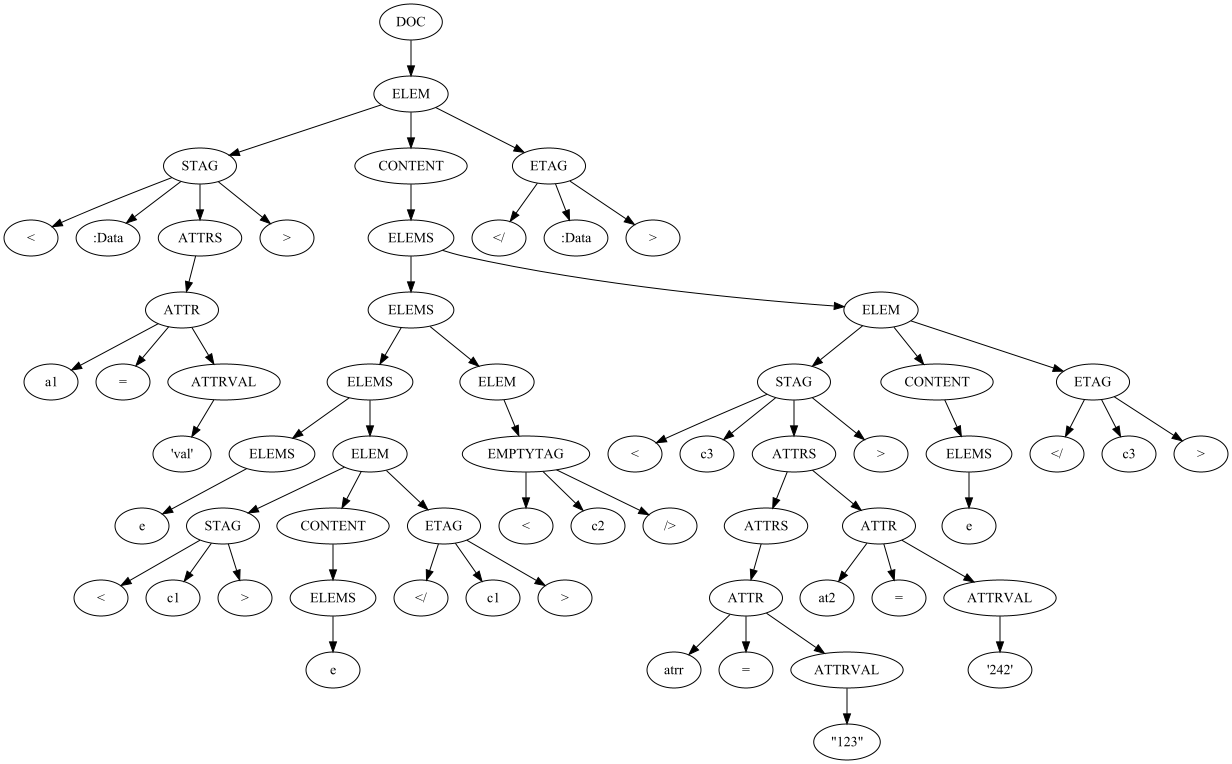 DOC
ELEM
STAG CONTENT ETAG
< :Data ATTRS > ELEMS </ :Data >
ATTR ELEMS ELEM
a1 = ATTRVAL ELEMS ELEM STAG CONTENT ETAG
'val' ELEMS ELEM EMPTYTAG < c3 ATTRS > ELEMS </ c3 >
e STAG CONTENT ETAG < c2 /> ATTRS ATTR e
< c1 > ELEMS </ c1 > ATTR at2 = ATTRVAL
e atrr = ATTRVAL '242'
"123"